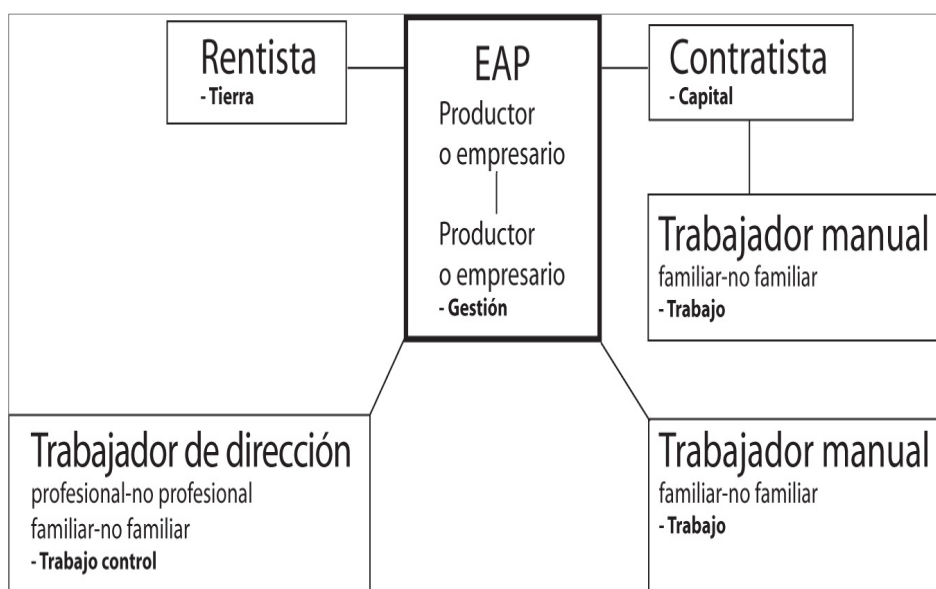 Rentista
- Tierra
EAP
Productor
o empresario
Productor
o empresario
- Gestión
Contratista
- Capital
Trabajador manual
familiar-no familiar
- Trabajo
Trabajador de dirección
profesional-no profesional
familiar-no familiar
- Trabajo control
Trabajador manual
familiar-no familiar
- Trabajo